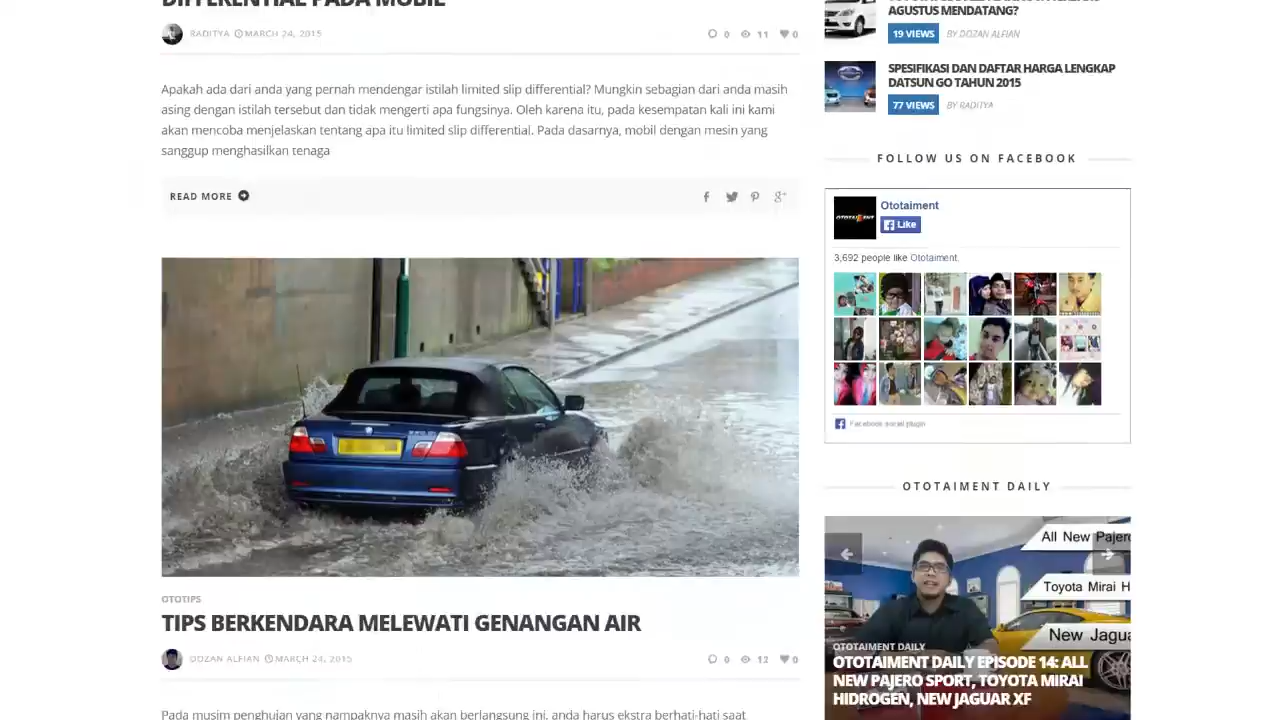 DIFFERENTIAL PADA MOBIL
RADITYA MARCH 24, 2015
0 11 0
Apakah ada dari anda yang pernah mendengar istilah limited slip differential? Mungkin sebagian dari anda masih
asing dengan istilah tersebut dan tidak mengerti apa fungsinya. Oleh karena itu, pada kesempatan kali ini kami
akan mencoba menjelaskan tentang apa itu limited slip differential. Pada dasarnya, mobil dengan mesin yang
sanggup menghasilkan tenaga
READ MORE
OTOTIPS
TIPS BERKENDARA MELEWATI GENANGAN AIR
DOZAN ALFIAN MARCH 24, 2015
0 12 0
Pada musim penghujan yang nampaknya masih akan berlangsung ini, anda harus ekstra berhati-hati saat
AGUSTUS MENDATANG?
19 VIEWS BY DOZAN ALFIAN
SPESIFIKASI DAN DAFTAR HARGA LENGKAP
DATSUN GO TAHUN 2015
77 VIEWS BY RADITYA
FOLLOW US ON FACEBOOK
OTOTAIMENT
Ototaiment
Like
3,692 people like Ototaiment.
Facebook social plugin
OTOTAIMENT DAILY
All New Pajero
Toyota Mirai H
New Jagua
OTOTAIMENT DAILY
OTOTAIMENT DAILY EPISODE 14: ALL
NEW PAJERO SPORT, TOYOTA MIRAI
HIDROGEN, NEW JAGUAR XF